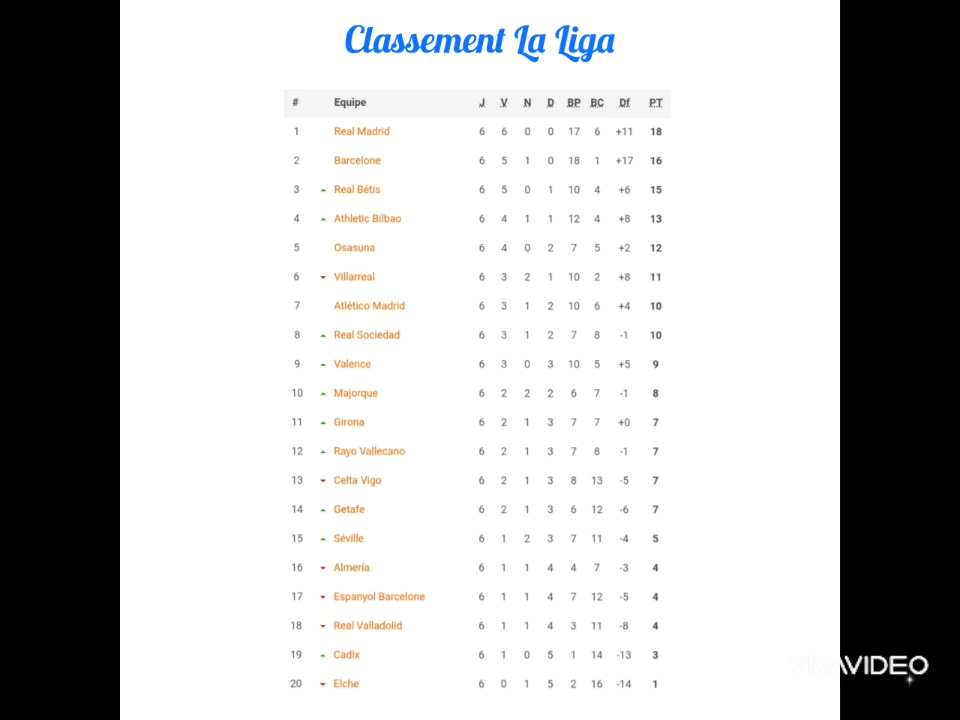 Classement La Liga
# Equipe J V N D BP BC Df PT
1 Real Madrid 6 6 0 0 17 6 +11 18
2 Barcelone 6 5 1 0 18 1 +17 16
3 Real Bétis 6 5 0 1 10 4 +6 15
4 Athletic Bilbao 6 4 1 1 12 4 +8 13
5 Osasuna 6 4 0 2 7 5 +2 12
6 Villarreal 6 3 2 1 10 2 +8 11
7 Atlético Madrid 6 3 1 2 10 6 +4 10
8 Real Sociedad 6 3 1 2 7 8 -1 10
9 Valence 6 3 0 3 10 5 +5 9
10 Majorque 6 2 2 2 6 7 -1 8
11 Girona 6 2 1 3 7 7 +0 7
12 Rayo Vallecano 6 2 1 3 7 8 -1 7
13 Celta Vigo 6 2 1 3 8 13 -5 7
14 Getafe 6 2 1 3 6 12 -6 7
15 Séville 6 1 2 3 7 11 -4 5
16 Almería 6 1 1 4 4 7 -3 4
17 Espanyol Barcelone 6 1 1 4 7 12 -5 4
18 Real Valladolid 6 1 1 4 3 11 -8 4
19 Cadix 6 1 0 5 1 14 -13 3
20 Elche 6 0 1 5 2 16 -14 1
VIVAVIDEO